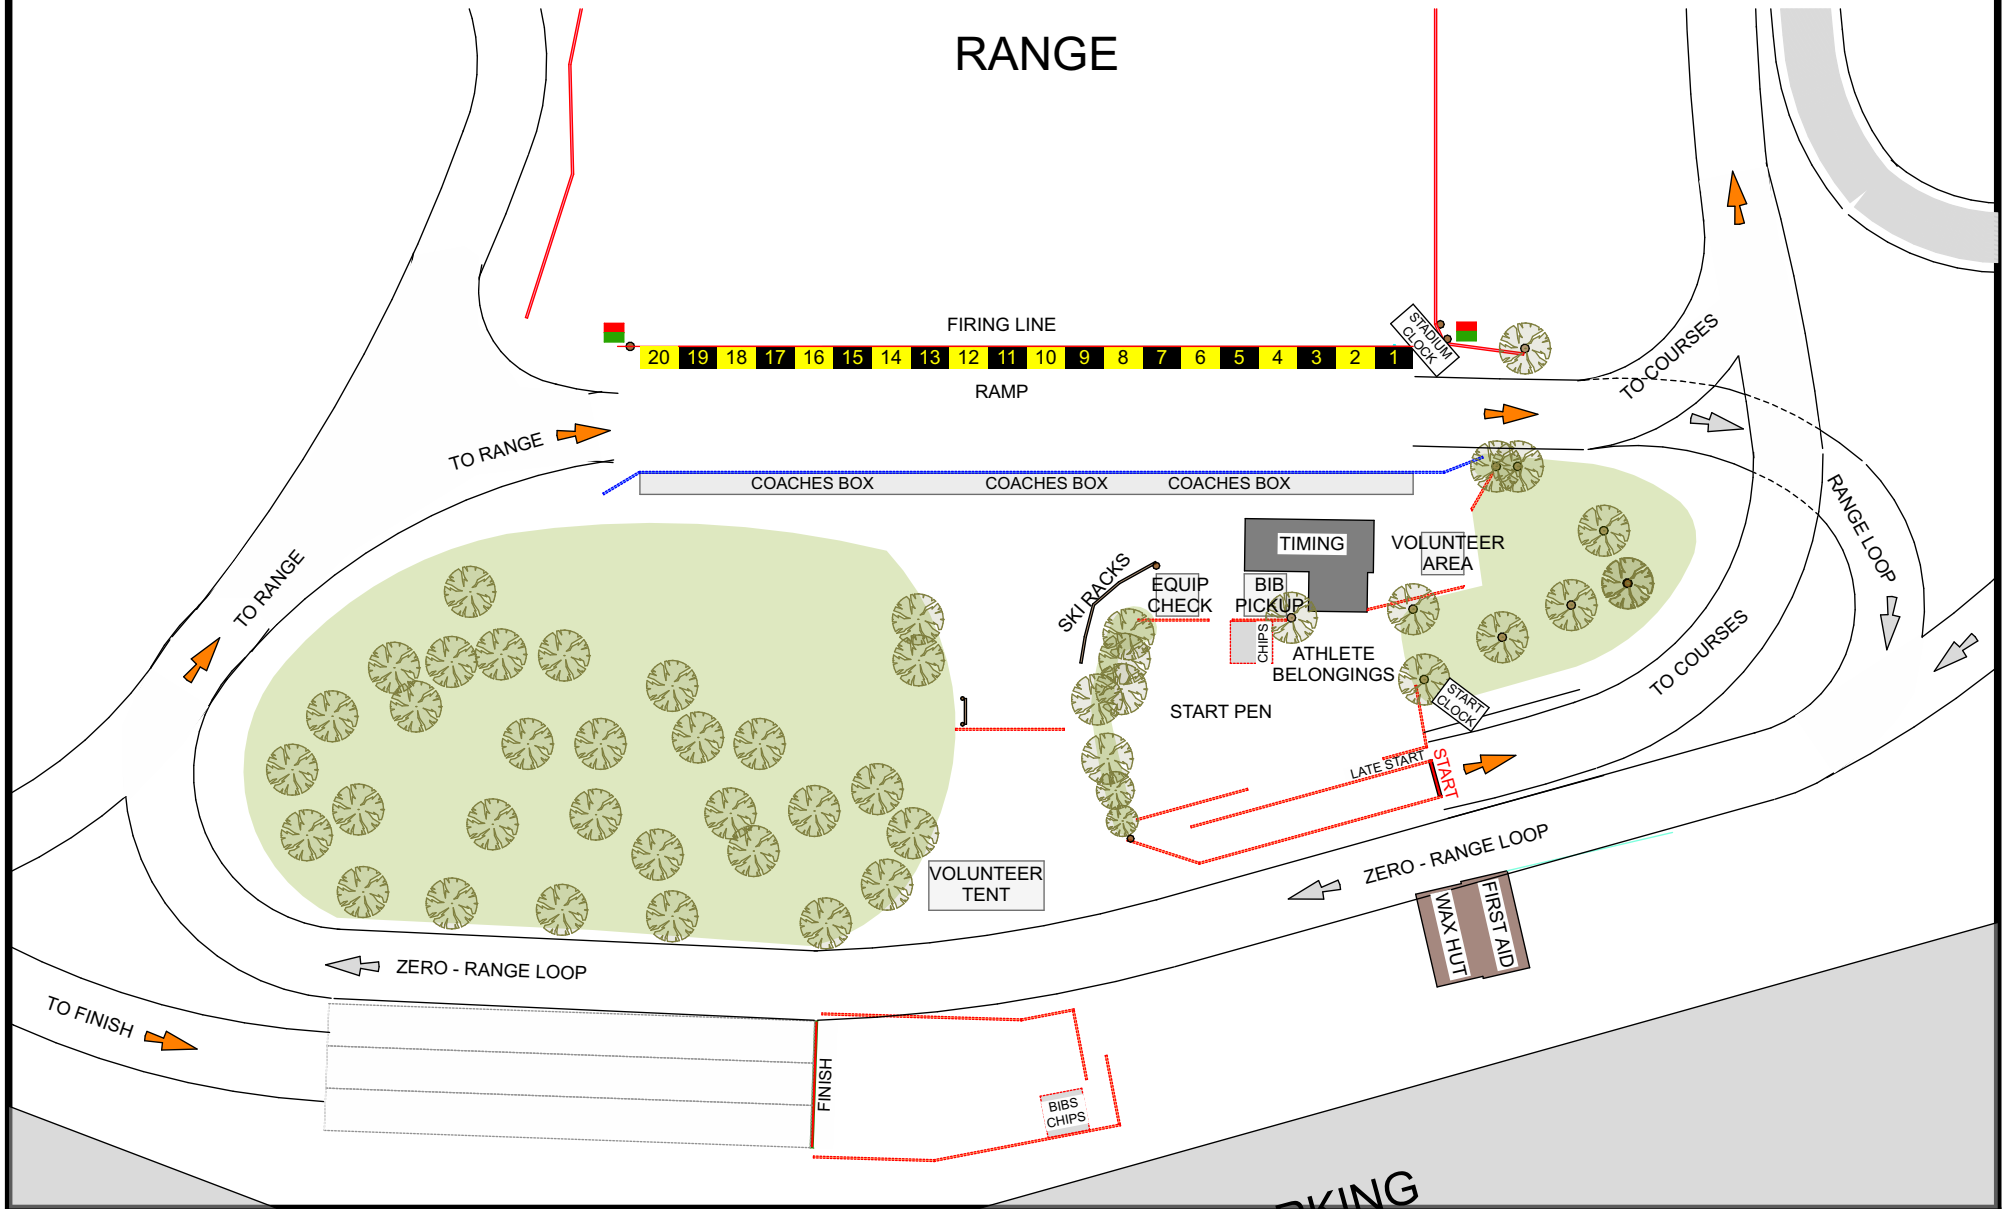 RANGE
FIRING LINE
STADIUM
CLOCK
20 19 18 17 16 15 14 13 12 11 10 9 8 7 6 5 4 3 2 1
RAMP
TO COURSES
TO RANGE
COACHES BOX COACHES BOX COACHES BOX
RANGE LOOP
TO RANGE
TIMING
VOLUNTEER
AREA
SKI RACKS
EQUIP
CHECK
BIB
PICKUP
CHIPS
ATHLETE
BELONGINGS
TO COURSES
START
CLOCK
START PEN
LATE START
START
ZERO - RANGE LOOP
VOLUNTEER
TENT
FIRST AID
WAX HUT
ZERO - RANGE LOOP
TO FINISH
FINISH
BIBS
CHIPS
RKING